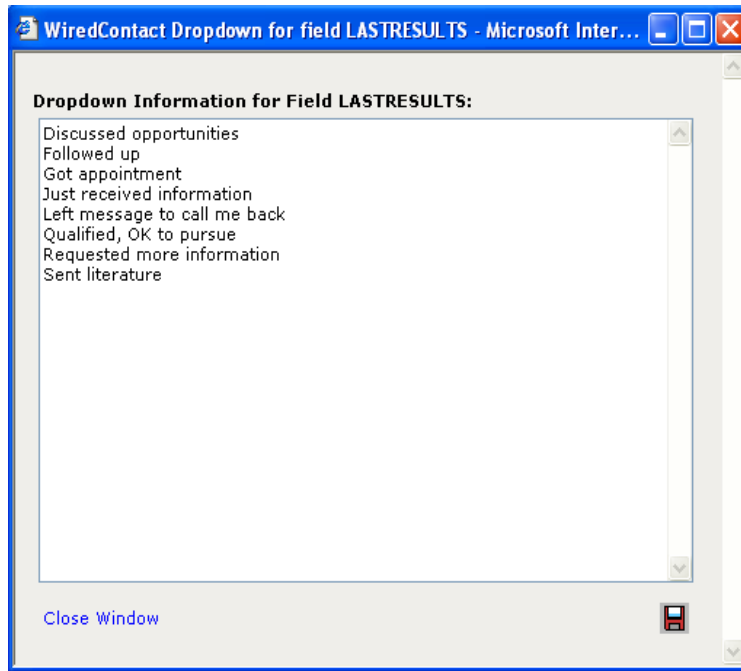 WiredContact Dropdown for field LASTRESULTS - Microsoft Inter...
Dropdown Information for Field LASTRESULTS:
Discussed opportunities
Followed up
Got appointment
Just received information
Left message to call me back
Qualified, OK to pursue
Requested more information
Sent literature
Close Window